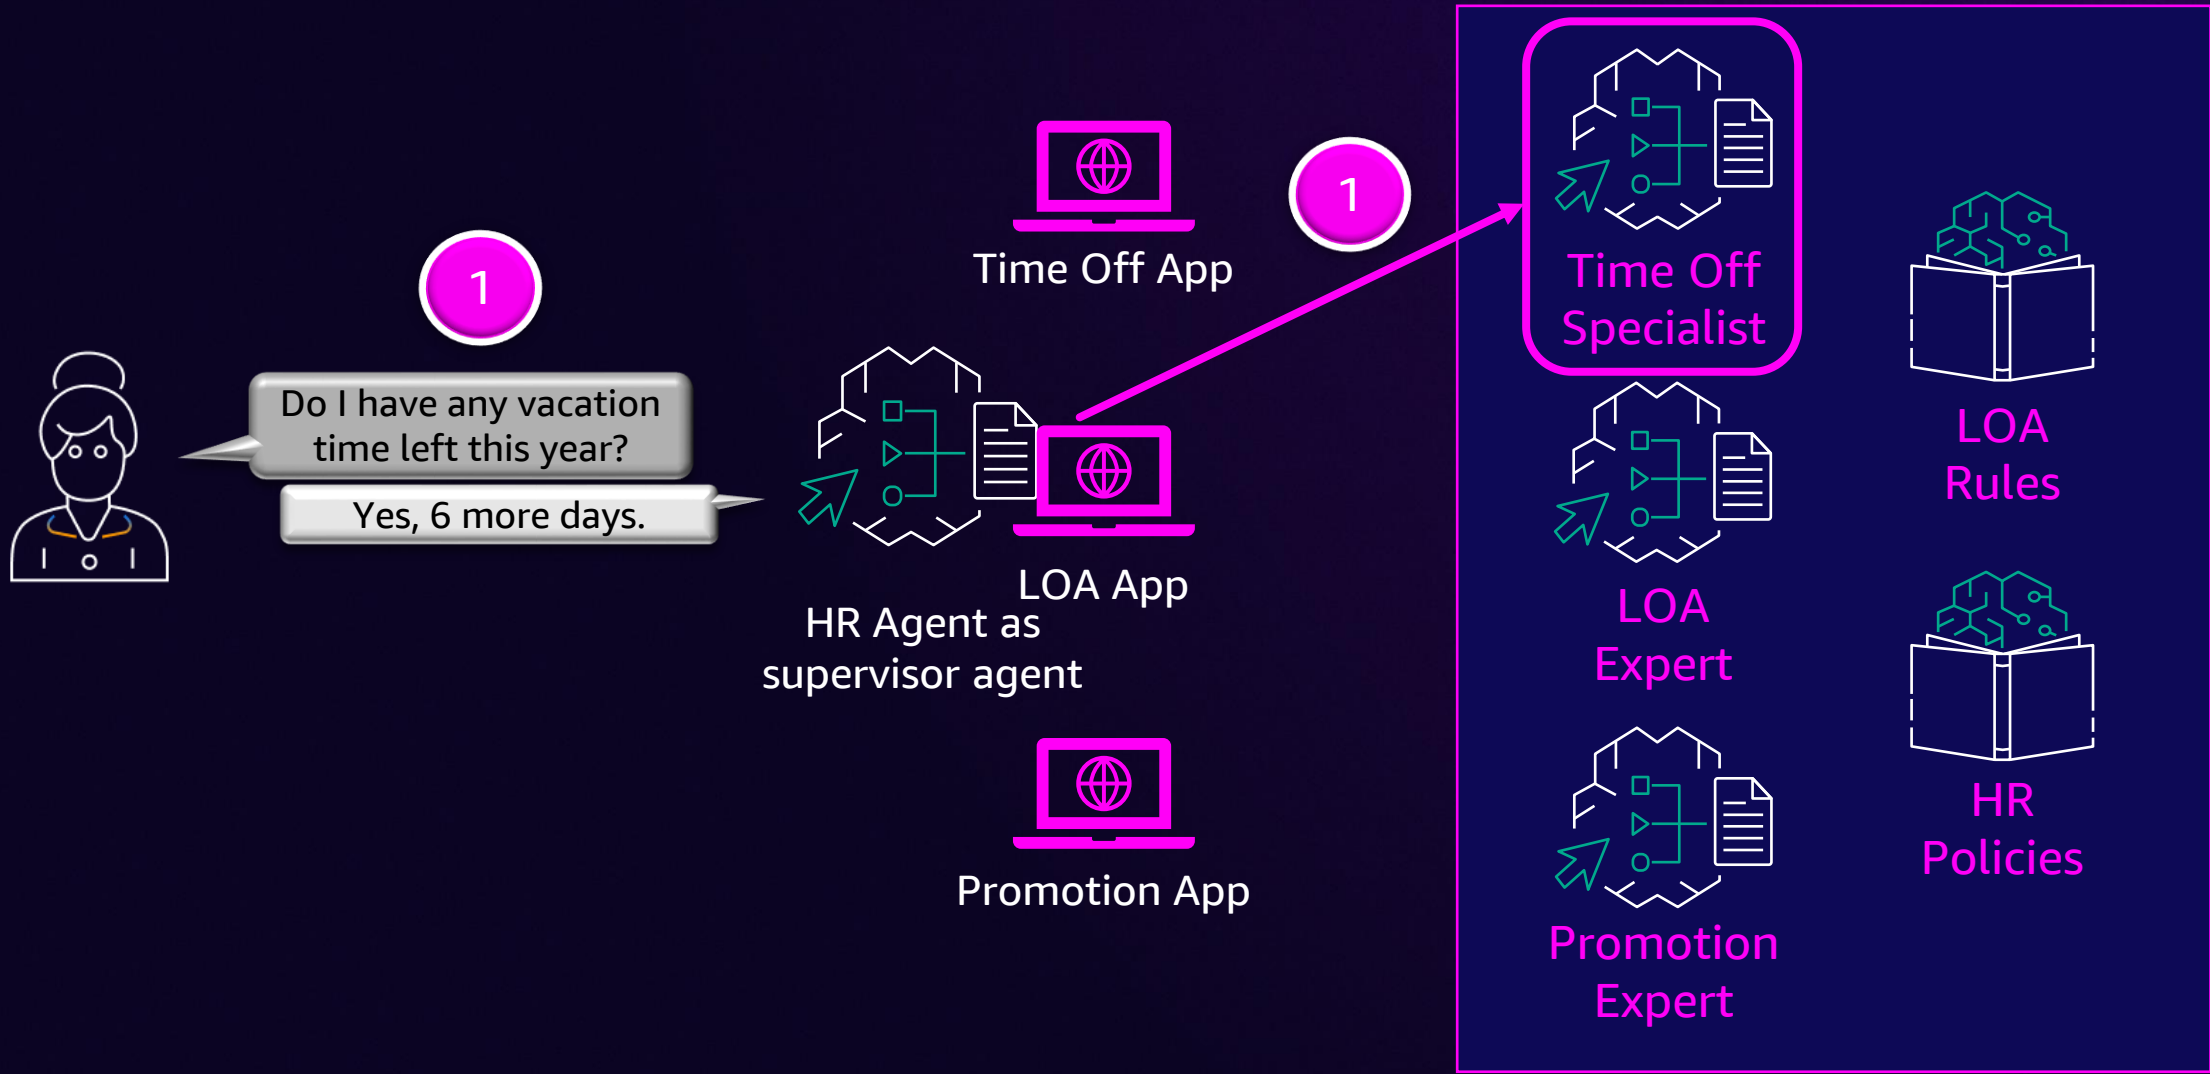 1
Do I have any vacation
time left this year?
Yes, 6 more days.
Time Off App
LOA App
HR Agent as
supervisor agent
Promotion App
1
Time Off
Specialist
LOA
Expert
Promotion
Expert
LOA
Rules
HR
Policies